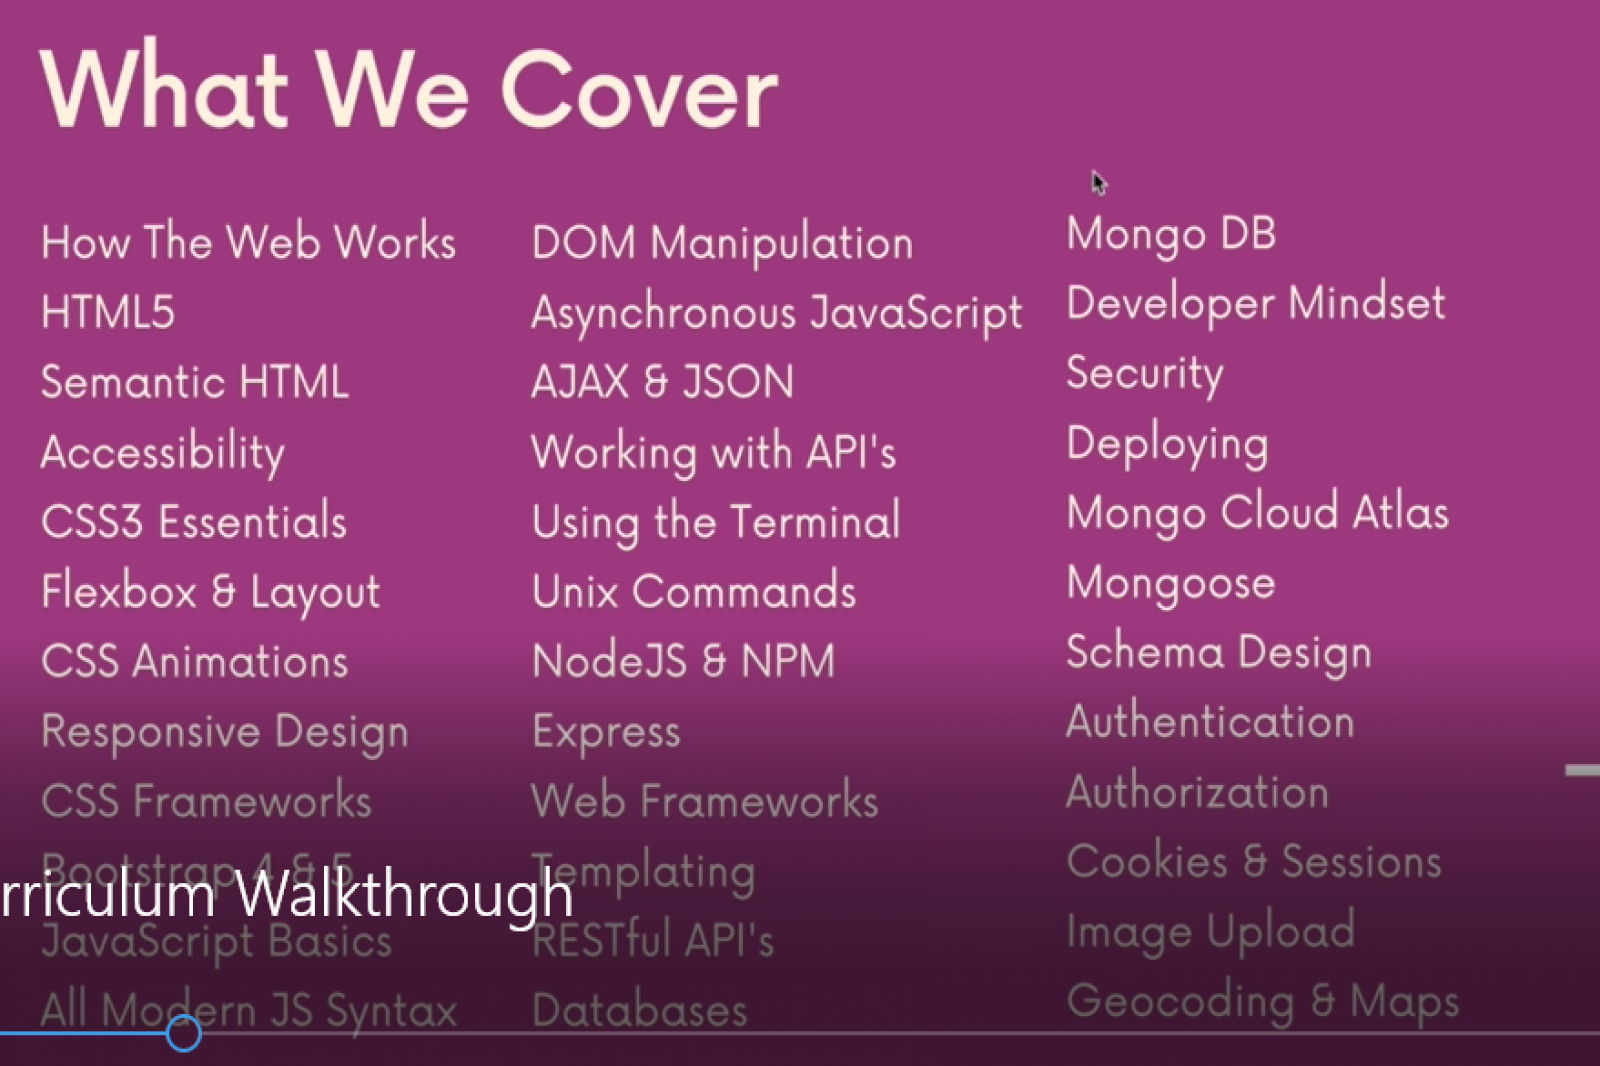 What We Cover
How The Web Works
HTML5
Semantic HTML
Accessibility
CSS3 Essentials
Flexbox & Layout
CSS Animations
Responsive Design
CSS Frameworks
Bootstrap 4 & 5
JavaScript Basics
All Modern JS Syntax
DOM Manipulation
Asynchronous JavaScript
AJAX & JSON
Working with API's
Using the Terminal
Unix Commands
NodeJS & NPM
Express
Web Frameworks
Templating
RESTful API's
Databases
Mongo DB
Developer Mindset
Security
Deploying
Mongo Cloud Atlas
Mongoose
Schema Design
Authentication
Authorization
Cookies & Sessions
Image Upload
Geocoding & Maps
rriculum Walkthrough